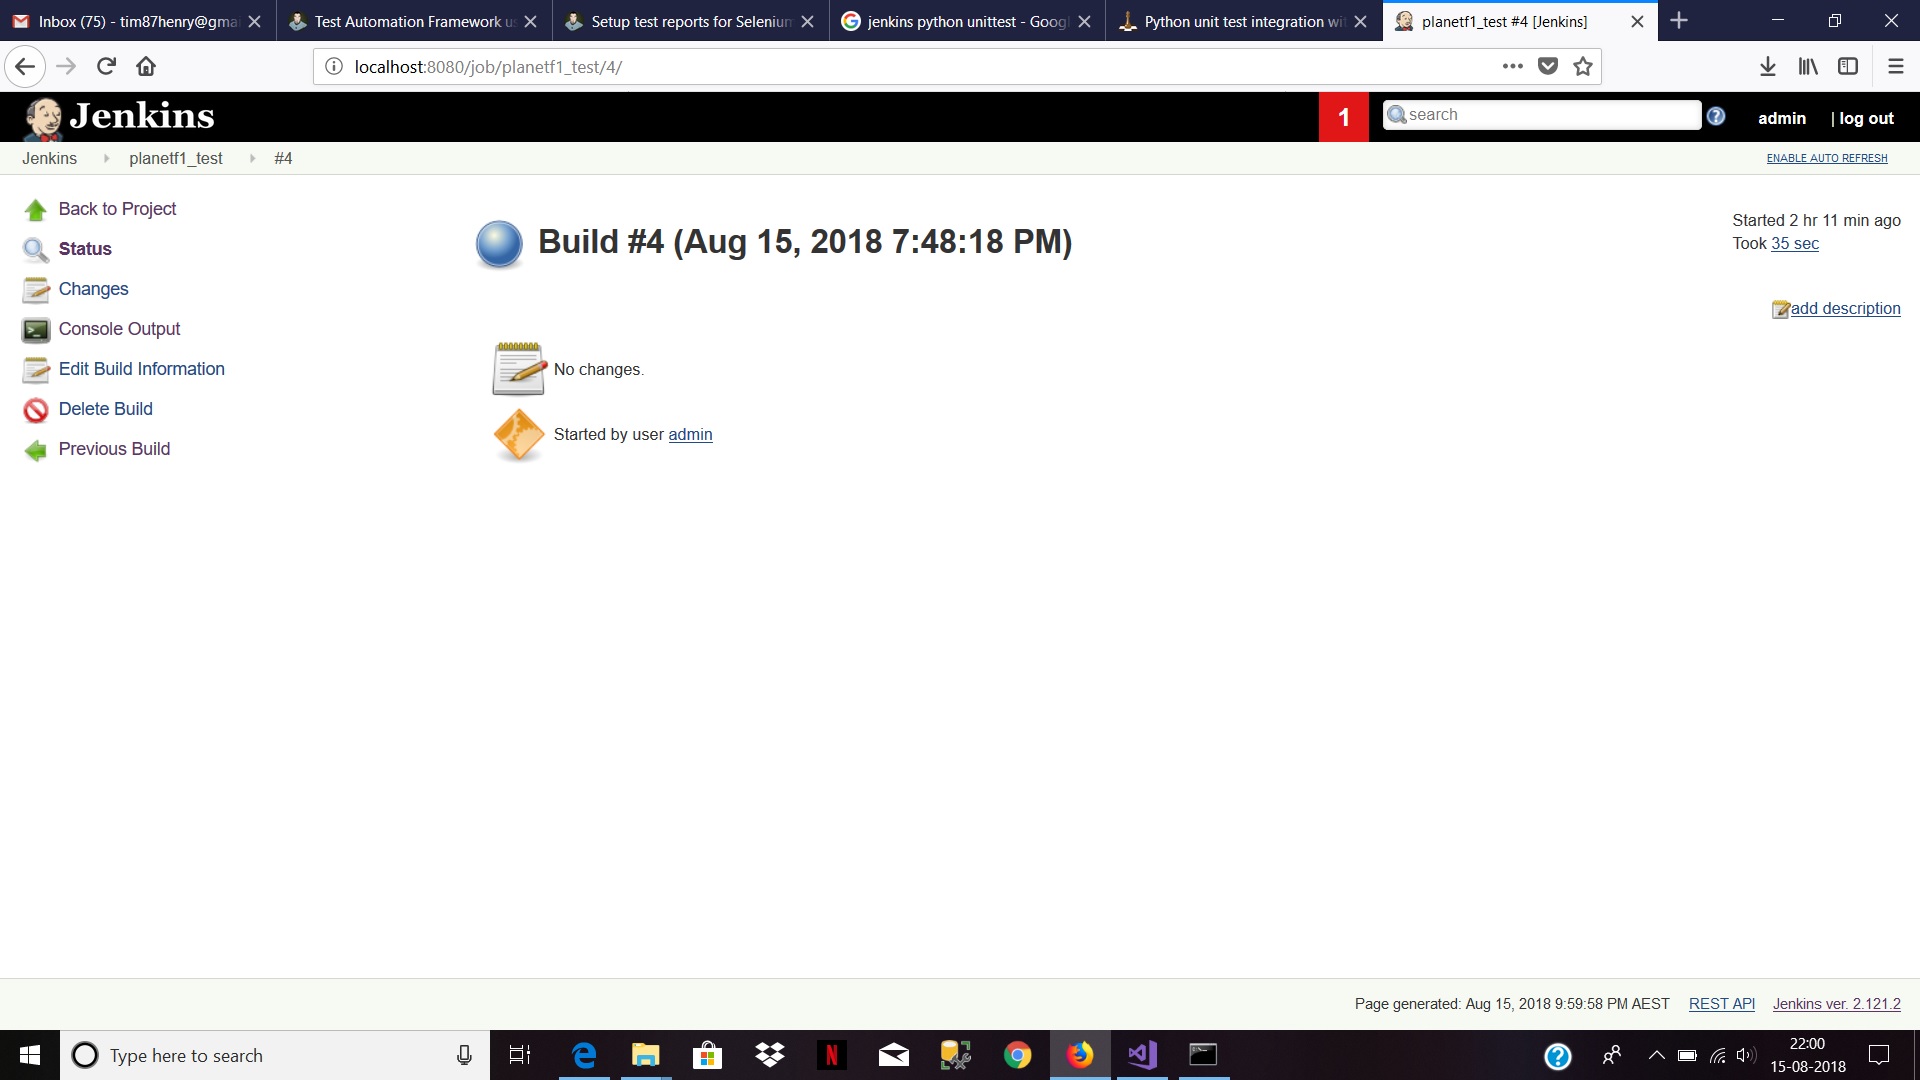 Inbox (75) - tim87henry@gmai
Test Automation Framework us
Setup test reports for Selenium
jenkins python unittest - Googl
Python unit test integration wit
planetf1_test #4 [Jenkins]
localhost:8080/job/planetf1_test/4/
Jenkins
1
search
admin
| log out
Jenkins
planetf1_test
#4
ENABLE AUTO REFRESH
Back to Project
Status
Changes
Console Output
Edit Build Information
Delete Build
Previous Build
Build #4 (Aug 15, 2018 7:48:18 PM)
Started 2 hr 11 min ago
Took 35 sec
add description
No changes.
Started by user admin
Page generated: Aug 15, 2018 9:59:58 PM AEST
REST API
Jenkins ver. 2.121.2
Type here to search
22:00
15-08-2018